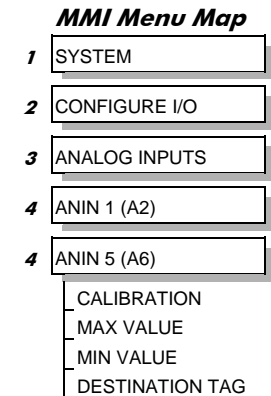 MMI Menu Map
1 SYSTEM
2 CONFIGURE I/O
3 ANALOG INPUTS
4 ANIN 1 (A2)
4 ANIN 5 (A6)
CALIBRATION
MAX VALUE
MIN VALUE
DESTINATION TAG